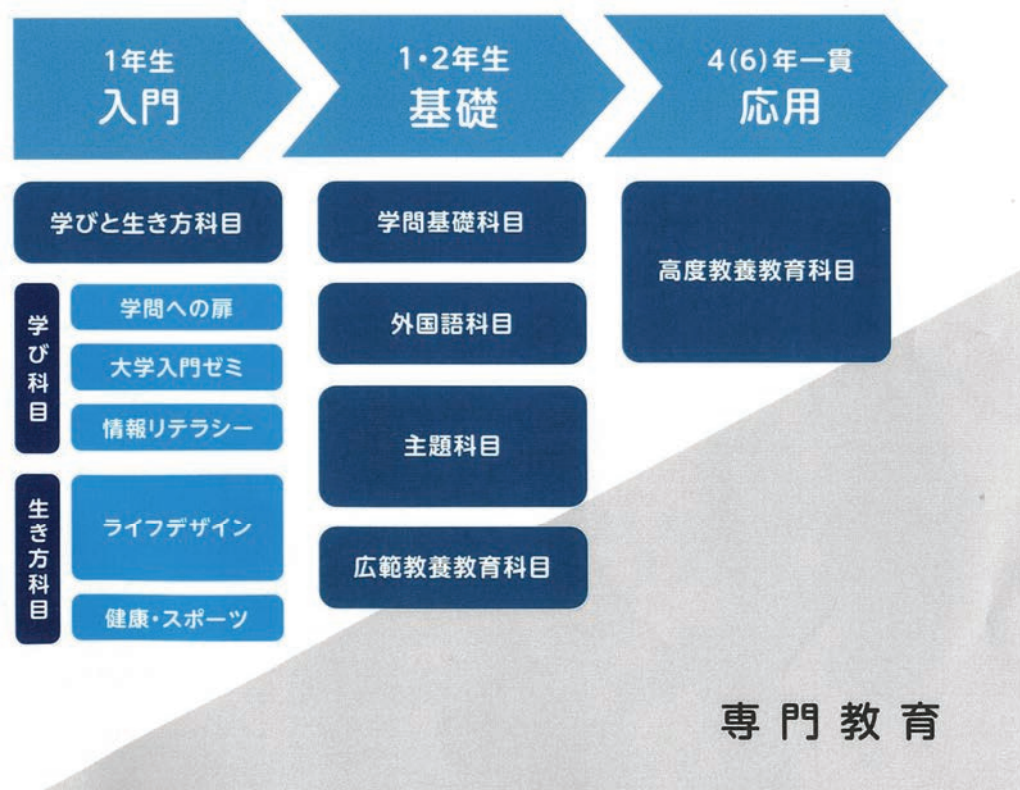 1年生
入門
1・2年生
基礎
4(6)年一貫
応用
学びと生き方科目
学び科目
学問への扉
大学入門ゼミ
情報リテラシー
生き方科目
ライフデザイン
健康・スポーツ
学問基礎科目
外国語科目
主題科目
広範教養教育科目
高度教養教育科目
専門教育